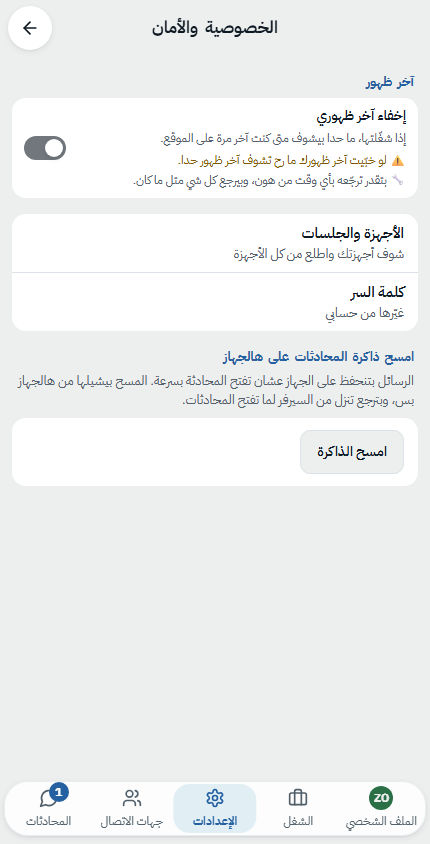 الخصوصية والأمان
آخر ظهور
إخفاء آخر ظهوري
إذا شغّلتها، ما حدا بيشوف متى كنت آخر مرة على الموقع.
⚠️ لو خبّيت آخر ظهورك ما رح تشوف آخر ظهور حدا.
🔧 بتقدر ترجّعه بأي وقت من هون، وبيرجع كل شي مثل ما كان.
الأجهزة والجلسات
شوف أجهزتك واطلع من كل الأجهزة
كلمة السر
غيّرها من حسابي
امسح ذاكرة المحادثات على هالجهاز
الرسائل بتنحفظ على الجهاز عشان تفتح المحادثة بسرعة. المسح بيشيلها من هالجهاز
بس، وبترجع تنزل من السيرفر لما تفتح المحادثات.
امسح الذاكرة
ZO
1
الملف الشخصي
الشغل
الإعدادات
جهات الاتصال
المحادثات